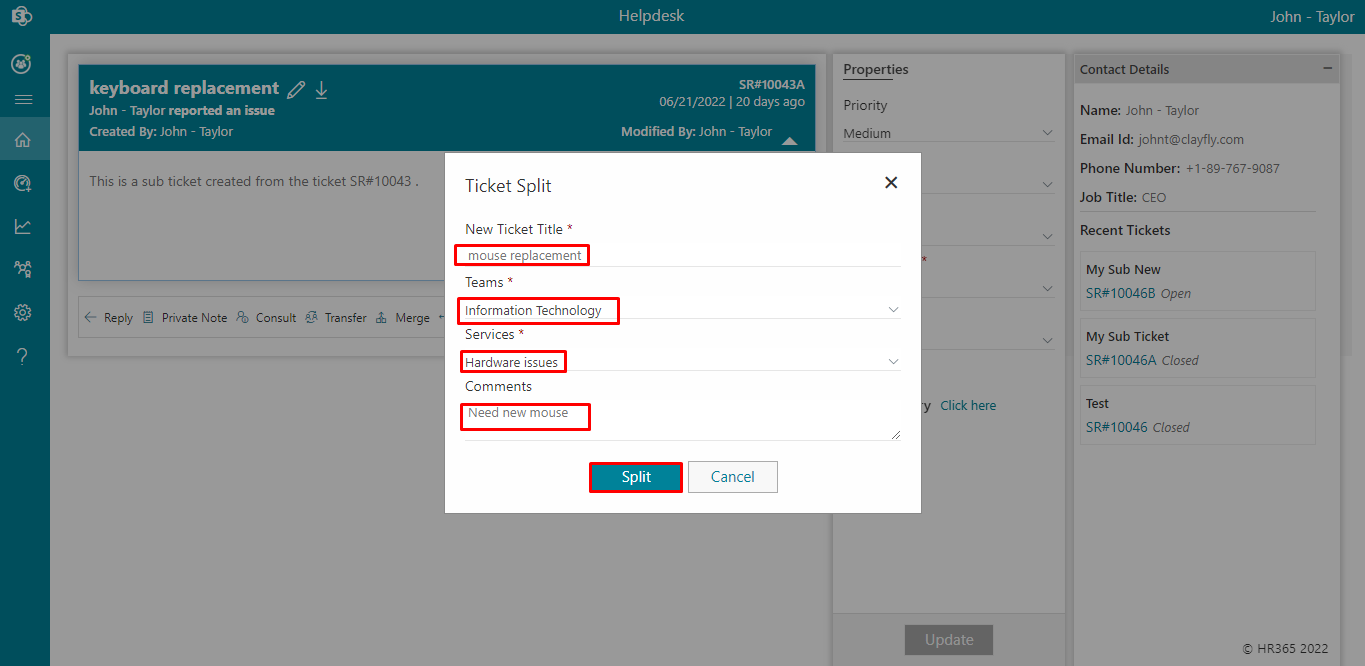 Helpdesk
John - Taylor
keyboard replacement
John - Taylor reported an issue
Created By: John - Taylor
SR#10043A
06/21/2022 | 20 days ago
Modified By: John - Taylor
This is a sub ticket created from the ticket SR#10043 .
Reply Private Note Consult Transfer Merge
Ticket Split
New Ticket Title *
mouse replacement
Teams *
Information Technology
Services *
Hardware issues
Comments
Need new mouse
Split Cancel
Properties
Priority
Medium
*
y Click here
Update
Contact Details
Name: John - Taylor
Email Id: johnt@clayfly.com
Phone Number: +1-89-767-9087
Job Title: CEO
Recent Tickets
My Sub New
SR#10046B Open
My Sub Ticket
SR#10046A Closed
Test
SR#10046 Closed
© HR365 2022